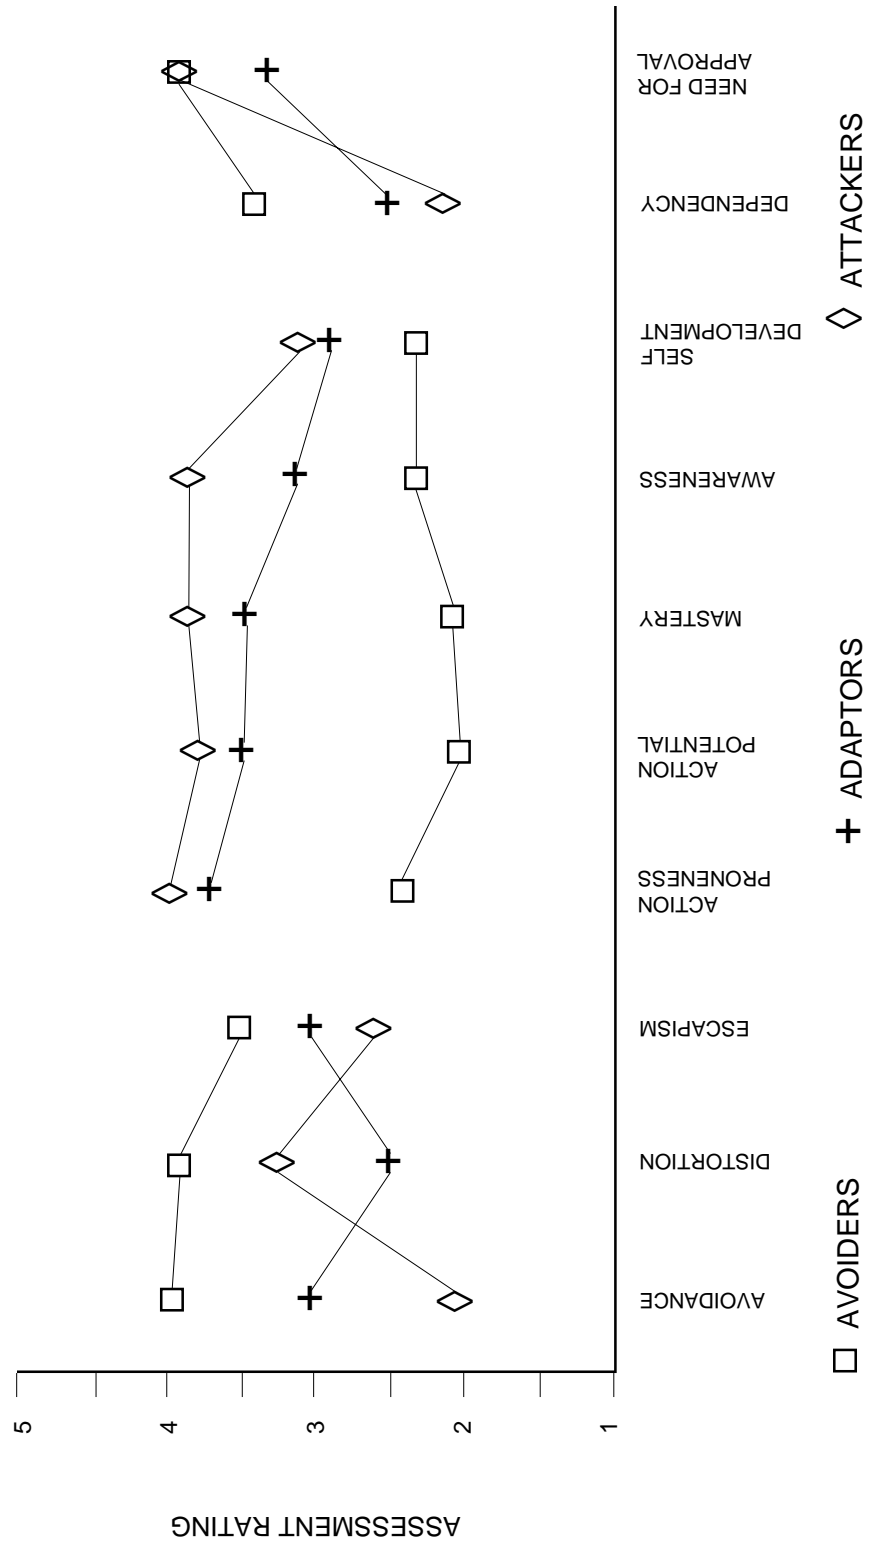 5
4
3
2
1
ASSESSMENT RATING
AVOIDANCE
DISTORTION
ESCAPISM
ACTION
PRONENESS
ACTION
POTENTIAL
MASTERY
AWARENESS
SELF
DEVELOPMENT
DEPENDENCY
NEED FOR
APPROVAL
AVOIDERS
ADAPTORS
ATTACKERS